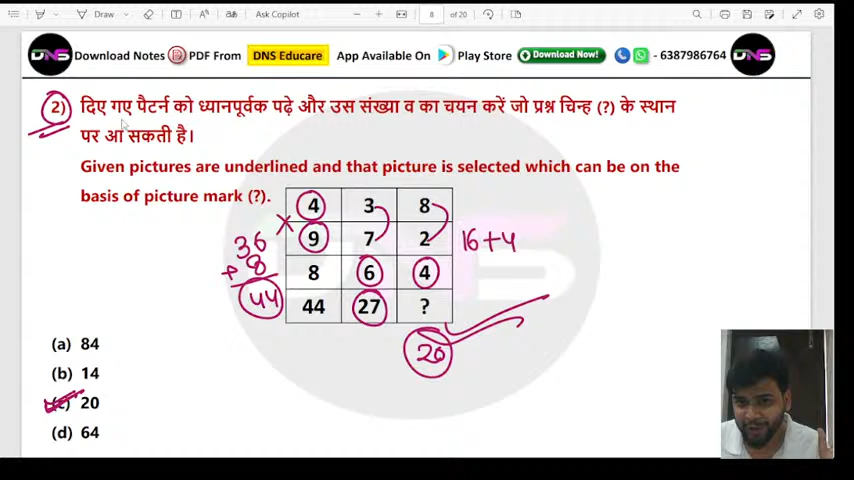 Draw
Ask Copilot
8 of 20
DNS Download Notes PDF From DNS Educare App Available On Play Store Download Now! - 6387986764 DNS
2) दिए गए पैटर्न को ध्यानपूर्वक पढ़े और उस संख्या व का चयन करें जो प्रश्न चिन्ह (?) के स्थान
पर आ सकती है।
Given pictures are underlined and that picture is selected which can be on the
basis of picture mark (?).
4 3 8
×
36 9 7 2 16+4
+ 8 8 6 4
44 44 27 ?
20
(a) 84
(b) 14
(c) 20
(d) 64